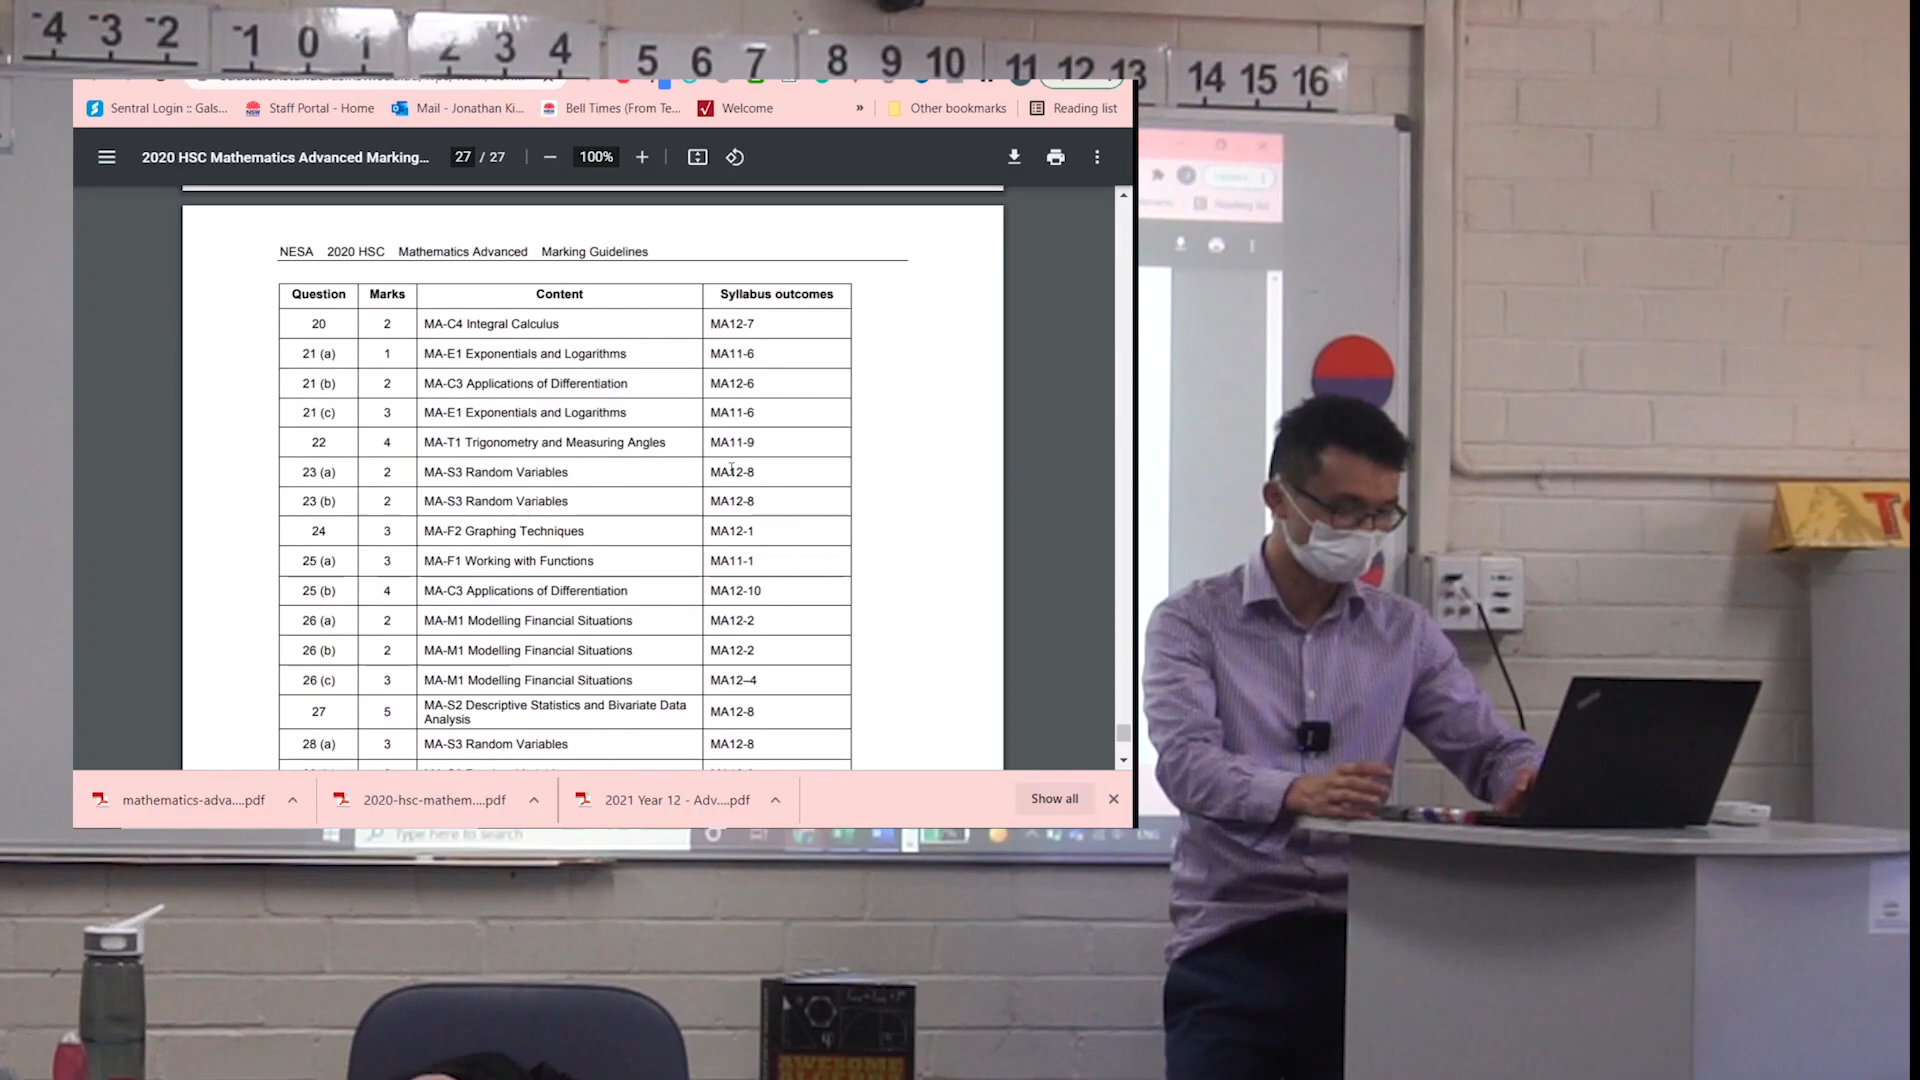 -4 -3 -2 -1 0 1 2 3 4 5 6 7 8 9 10 11 12 13 14 15 16
Sentral Login :: Gals... Staff Portal - Home Mail - Jonathan Ki... Bell Times (From Te... Welcome » Other bookmarks Reading list
2020 HSC Mathematics Advanced Marking... 27 / 27 100%
Reading list
NESA 2020 HSC Mathematics Advanced Marking Guidelines
Question Marks Content Syllabus outcomes
20 2 MA-C4 Integral Calculus MA12-7
21 (a) 1 MA-E1 Exponentials and Logarithms MA11-6
21 (b) 2 MA-C3 Applications of Differentiation MA12-6
21 (c) 3 MA-E1 Exponentials and Logarithms MA11-6
22 4 MA-T1 Trigonometry and Measuring Angles MA11-9
23 (a) 2 MA-S3 Random Variables MA12-8
23 (b) 2 MA-S3 Random Variables MA12-8
24 3 MA-F2 Graphing Techniques MA12-1
25 (a) 3 MA-F1 Working with Functions MA11-1
25 (b) 4 MA-C3 Applications of Differentiation MA12-10
26 (a) 2 MA-M1 Modelling Financial Situations MA12-2
26 (b) 2 MA-M1 Modelling Financial Situations MA12-2
26 (c) 3 MA-M1 Modelling Financial Situations MA12–4
27 5 MA-S2 Descriptive Statistics and Bivariate Data
Analysis MA12-8
28 (a) 3 MA-S3 Random Variables MA12-8
mathematics-adva....pdf 2020-hsc-mathem....pdf 2021 Year 12 - Adv....pdf Show all
Type here to search
ThinkPad
AWESOME